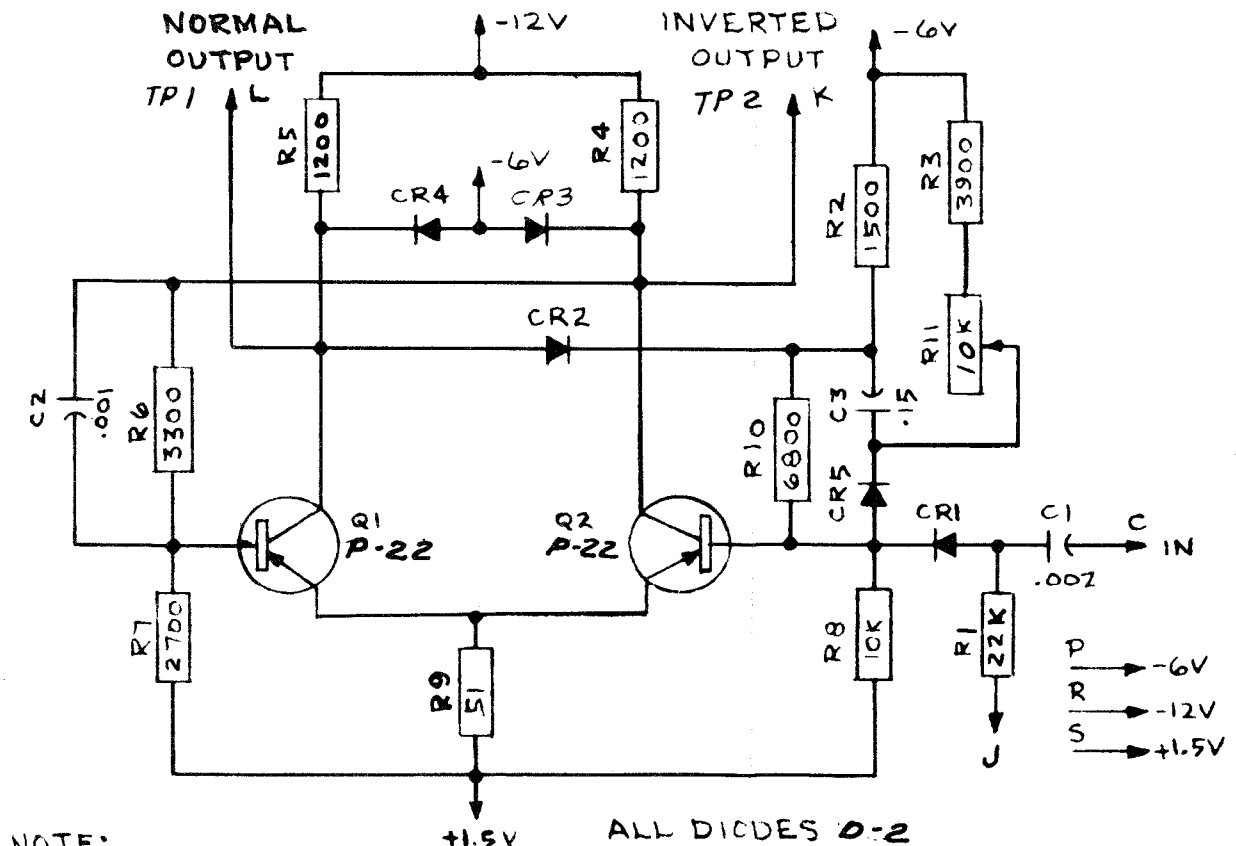 NORMAL
OUTPUT
TP1 L
-12V
INVERTED
OUTPUT
TP2 K
-6V
R5
1200
R4
1200
-6V
CR4
CR3
R2
1500
R3
3900
CR2
R11
10K
C2
.001
R6
3300
R10
6800
C3
.15
CR5
Q1
P-22
Q2
P-22
CR1
C1
.002
C
IN
R7
2700
R9
51
R8
10K
R1
22K
J
P
-6V
R
-12V
S
+1.5V
NOTE:
+1.5V
ALL DIODES D-2